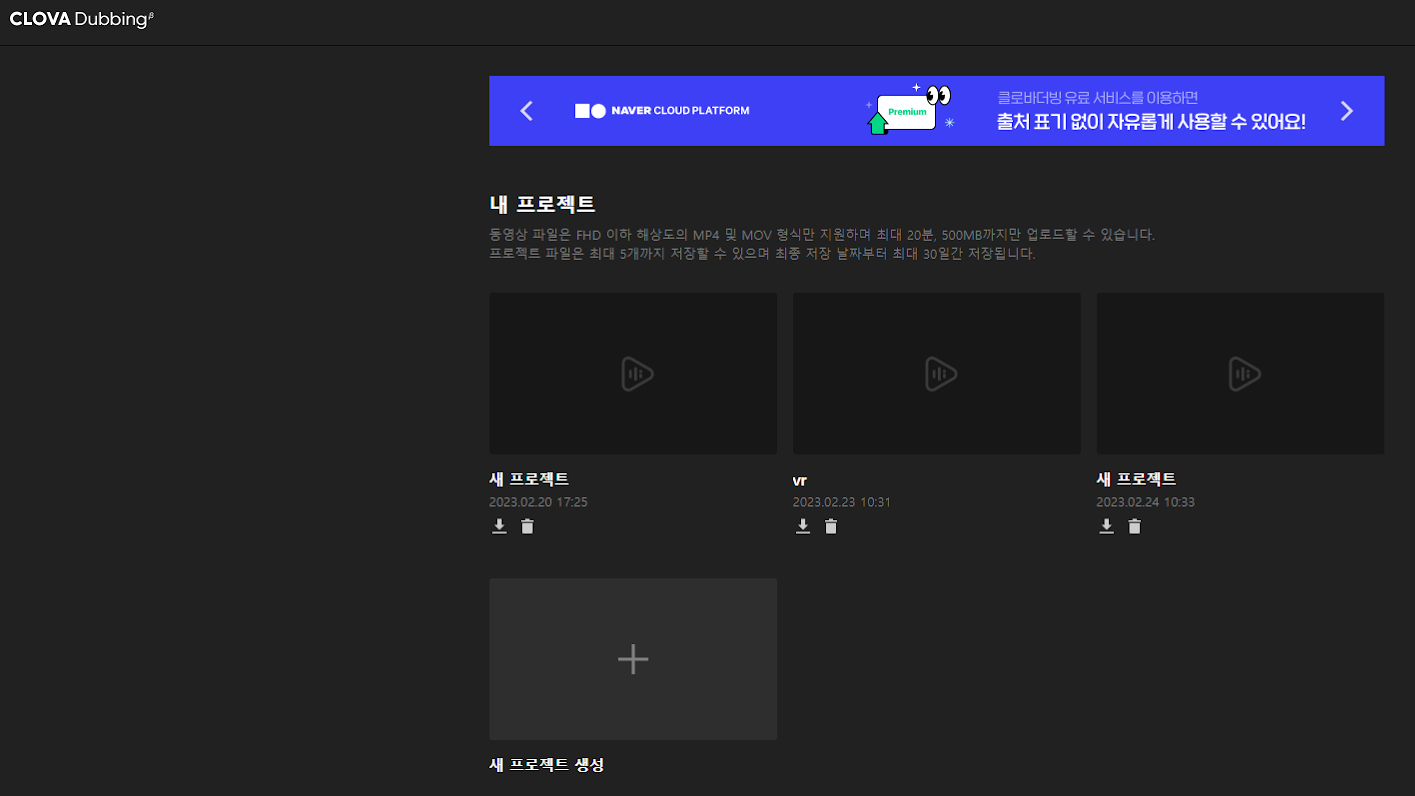 CLOVA Dubbing β
NAVER CLOUD PLATFORM
Premium
클로바더빙 유료 서비스를 이용하면
출처 표기 없이 자유롭게 사용할 수 있어요!
내 프로젝트
동영상 파일은 FHD 이하 해상도의 MP4 및 MOV 형식만 지원하며 최대 20분, 500MB까지만 업로드할 수 있습니다.
프로젝트 파일은 최대 5개까지 저장할 수 있으며 최종 저장 날짜부터 최대 30일간 저장됩니다.
새 프로젝트
2023.02.20 17:25
vr
2023.02.23 10:31
새 프로젝트
2023.02.24 10:33
새 프로젝트 생성